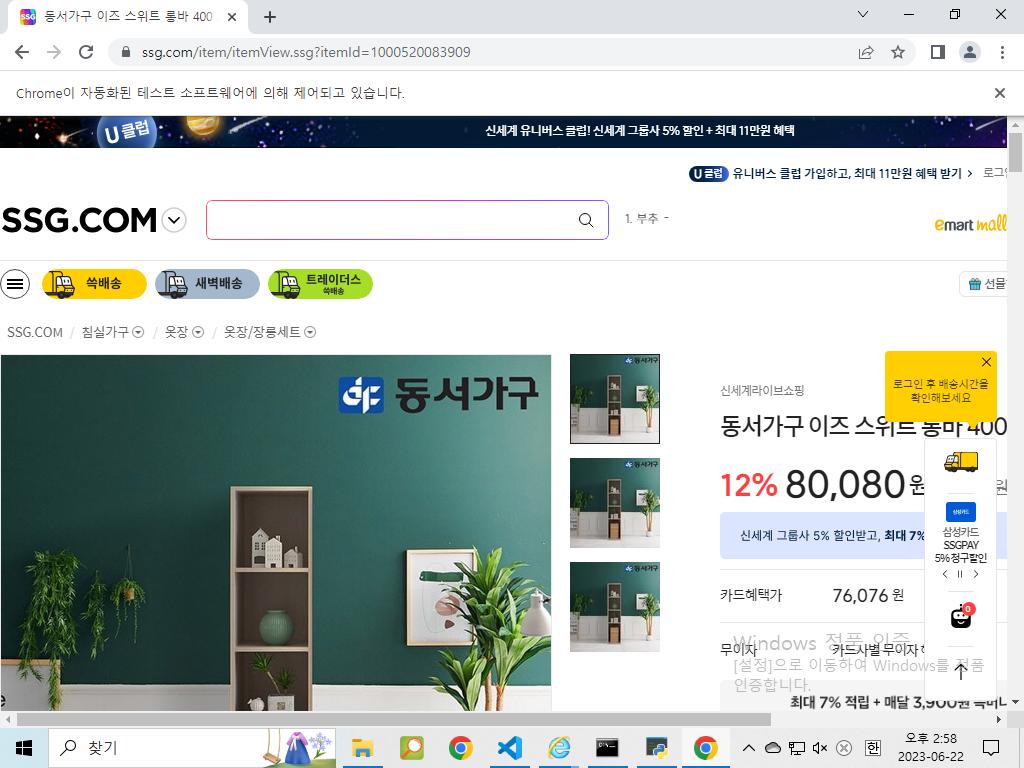 동서가구 이즈 스위트 롱바 400
ssg.com/item/itemView.ssg?itemId=1000520083909
Chrome이 자동화된 테스트 소프트웨어에 의해 제어되고 있습니다.
U 클럽
신세계 유니버스 클럽! 신세계 그룹사 5% 할인 + 최대 11만원 혜택
U 클럽 유니버스 클럽 가입하고, 최대 11만원 혜택 받기
로그인
SSG.COM
1. 부추 -
emart mall
쓱배송
새벽배송
트레이더스
쓱배송
선물
SSG.COM / 침실가구 / 옷장 / 옷장/장롱세트
동서가구
신세계라이브쇼핑
로그인 후 배송시간을
확인해보세요
동서가구 이즈 스위트 롱바 400
12% 80,080원
원
신세계 그룹사 5% 할인받고, 최대 7%
삼성카드
삼성카드
SSGPAY
5% 청구할인
카드혜택가 76,076 원
0
무이자 카드사별 무이자
Windows 정품 인증
[설정]으로 이동하여 Windows를 정품
인증합니다.
최대 7% 적립 + 매달 3,900원
찾기
한
오후 2:58
2023-06-22